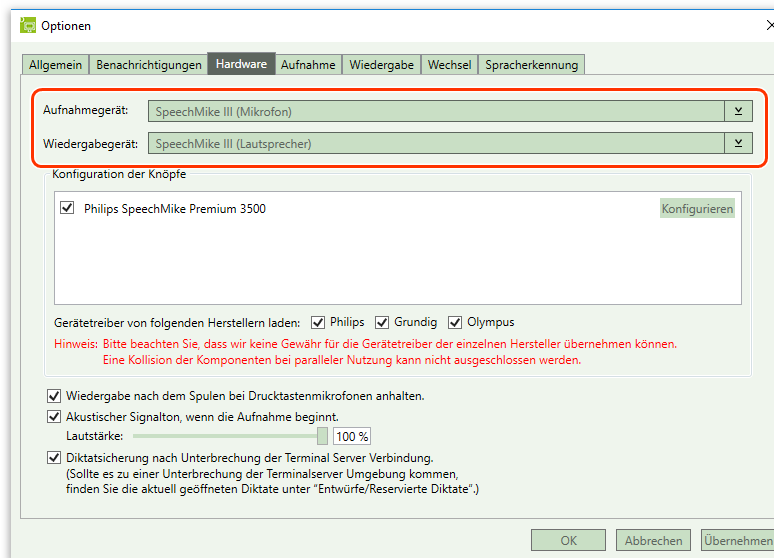 Optionen
Allgemein Benachrichtigungen Hardware Aufnahme Wiedergabe Wechsel Spracherkennung
Aufnahmegerät: SpeechMike III (Mikrofon)
Wiedergabegerät: SpeechMike III (Lautsprecher)
Konfiguration der Knöpfe
Philips SpeechMike Premium 3500 Konfigurieren
Gerätetreiber von folgenden Herstellern laden: Philips Grundig Olympus
Hinweis: Bitte beachten Sie, dass wir keine Gewähr für die Gerätetreiber der einzelnen Hersteller übernehmen können.
Eine Kollision der Komponenten bei paralleler Nutzung kann nicht ausgeschlossen werden.
Wiedergabe nach dem Spulen bei Drucktastenmikrofonen anhalten.
Akustischer Signalton, wenn die Aufnahme beginnt.
Lautstärke: 100 %
Diktatsicherung nach Unterbrechung der Terminal Server Verbindung.
(Sollte es zu einer Unterbrechung der Terminalserver Umgebung kommen,
finden Sie die aktuell geöffneten Diktate unter "Entwürfe/Reservierte Diktate".)
OK Abbrechen Übernehmen